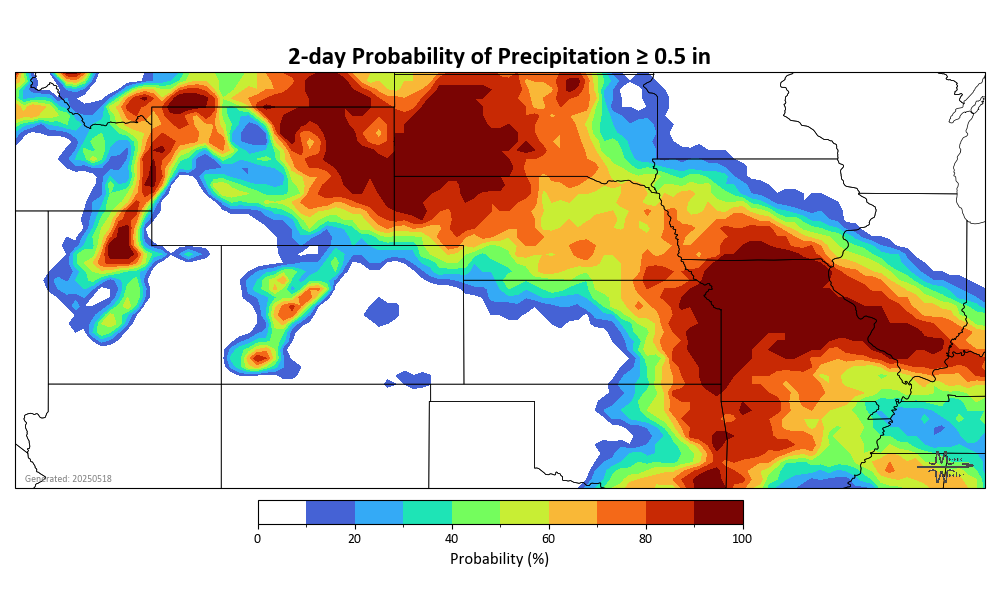 2-day Probability of Precipitation ≥ 0.5 in
Generated: 20250518
0 20 40 60 80 100
Probability (%)